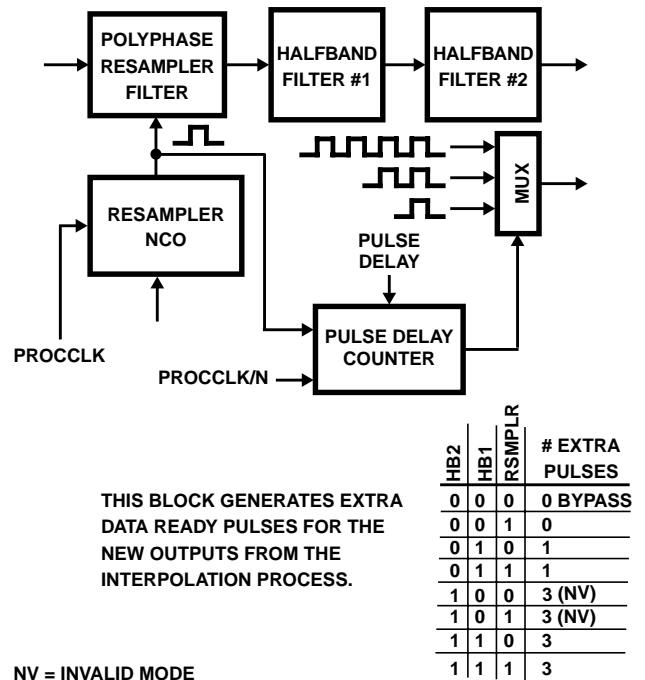 POLYPHASE
RESAMPLER
FILTER
HALFBAND
FILTER #1
HALFBAND
FILTER #2
MUX
RESAMPLER
NCO
PULSE
DELAY
PULSE DELAY
COUNTER
PROCCLK
PROCCLK/N
HB2 HB1 RSMPLR # EXTRA
PULSES
0 0 0 0 BYPASS
0 0 1 0
0 1 0 1
0 1 1 1
1 0 0 3 (NV)
1 0 1 3 (NV)
1 1 0 3
1 1 1 3
THIS BLOCK GENERATES EXTRA
DATA READY PULSES FOR THE
NEW OUTPUTS FROM THE
INTERPOLATION PROCESS.
NV = INVALID MODE